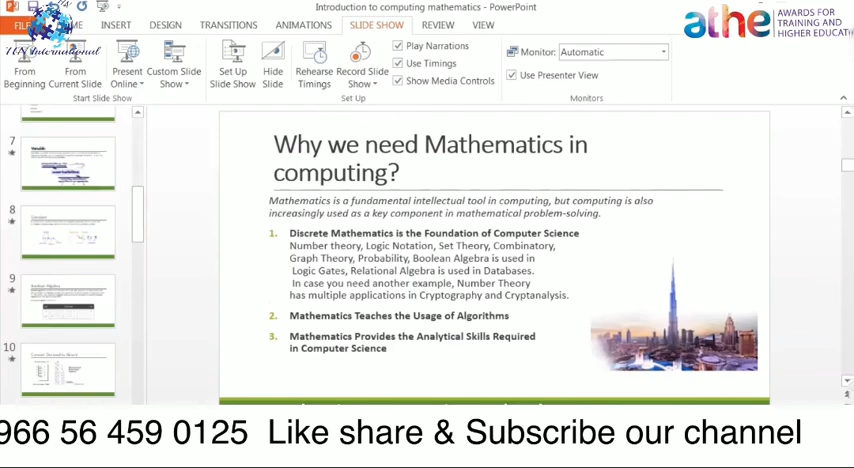 Introduction to computing mathematics - PowerPoint
FILE HOME INSERT DESIGN TRANSITIONS ANIMATIONS SLIDE SHOW REVIEW VIEW
International
athe
AWARDS FOR
TRAINING AND
HIGHER EDUCATI
From
Beginning
From
Current Slide
Present
Online
Custom Slide
Show
Set Up
Slide Show
Hide
Slide
Rehearse
Timings
Record Slide
Show
Play Narrations
Use Timings
Show Media Controls
Monitor: Automatic
Use Presenter View
Start Slide Show
Set Up
Monitors
7
8
9
10
Why we need Mathematics in
computing?
Mathematics is a fundamental intellectual tool in computing, but computing is also
increasingly used as a key component in mathematical problem-solving.
1. Discrete Mathematics is the Foundation of Computer Science
Number theory, Logic Notation, Set Theory, Combinatory,
Graph Theory, Probability, Boolean Algebra is used in
Logic Gates, Relational Algebra is used in Databases.
In case you need another example, Number Theory
has multiple applications in Cryptography and Cryptanalysis.
2. Mathematics Teaches the Usage of Algorithms
3. Mathematics Provides the Analytical Skills Required
in Computer Science
966 56 459 0125 Like share & Subscribe our channel